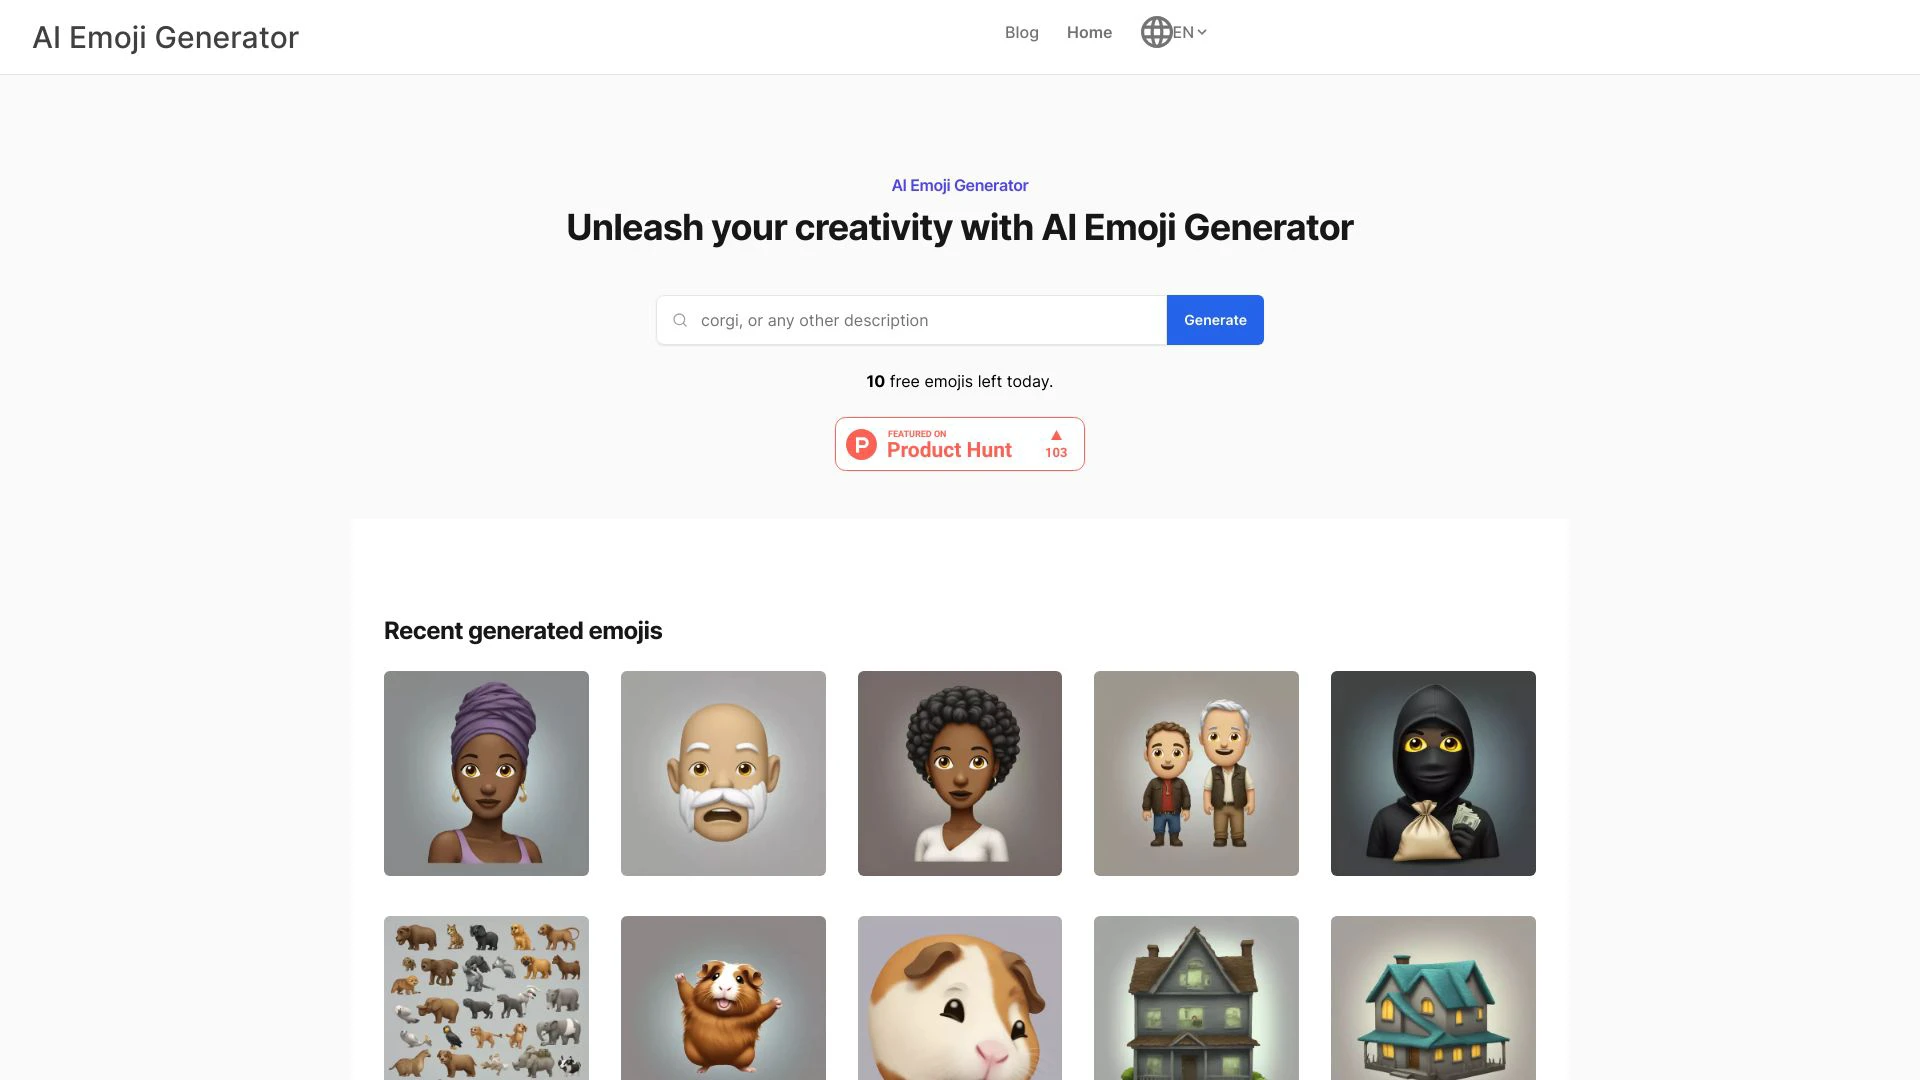 AI Emoji Generator
Blog
Home
EN
AI Emoji Generator
Unleash your creativity with AI Emoji Generator
corgi, or any other description
Generate
10 free emojis left today.
P
FEATURED ON
Product Hunt
103
Recent generated emojis